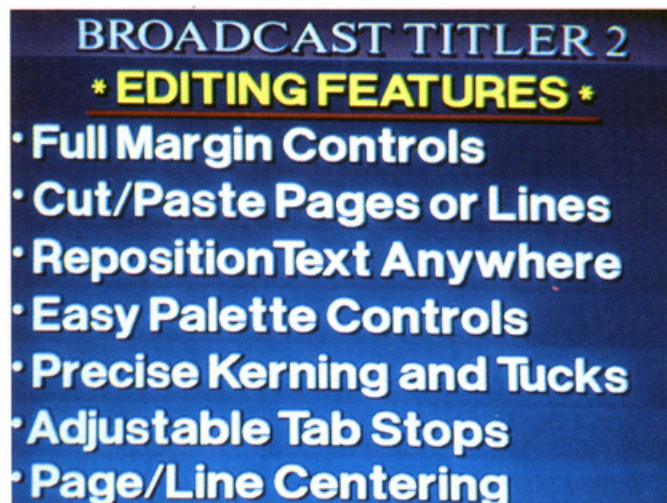 BROADCAST TITLER 2
* EDITING FEATURES *
· Full Margin Controls
· Cut/Paste Pages or Lines
· RepositionText Anywhere
· Easy Palette Controls
· Precise Kerning and Tucks
· Adjustable Tab Stops
· Page/Line Centering